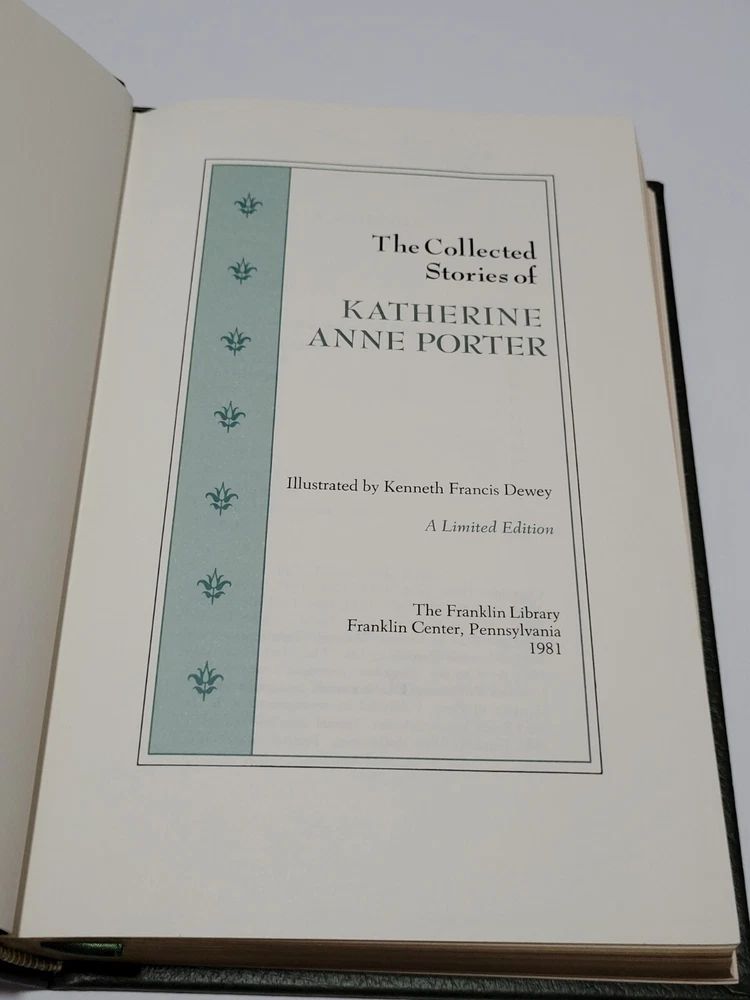 The Collected
Stories of
KATHERINE
ANNE PORTER
Illustrated by Kenneth Francis Dewey
A Limited Edition
The Franklin Library
Franklin Center, Pennsylvania
1981